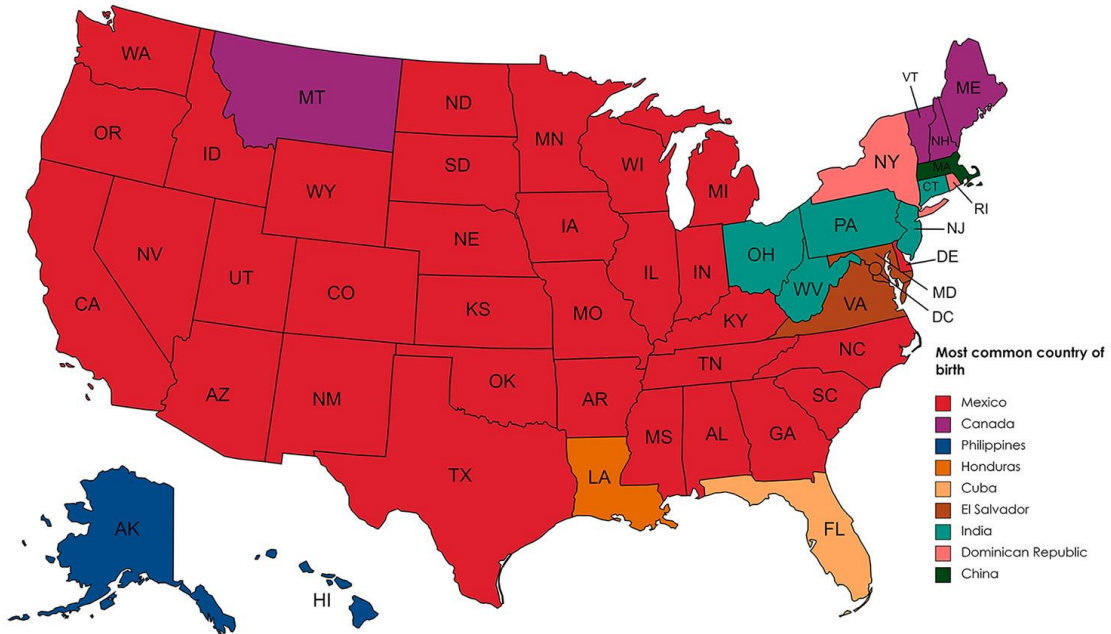 WA
MT
ND
MN
VT
ME
OR
ID
SD
WI
MI
NY
NH
MA
CT
RI
WY
NE
IA
PA
NJ
NV
UT
CO
IL
IN
OH
WV
DE
MD
DC
CA
KS
MO
KY
VA
AZ
NM
OK
AR
TN
NC
SC
MS
AL
GA
TX
LA
FL
AK
HI
Most common country of
birth
Mexico
Canada
Philippines
Honduras
Cuba
El Salvador
India
Dominican Republic
China